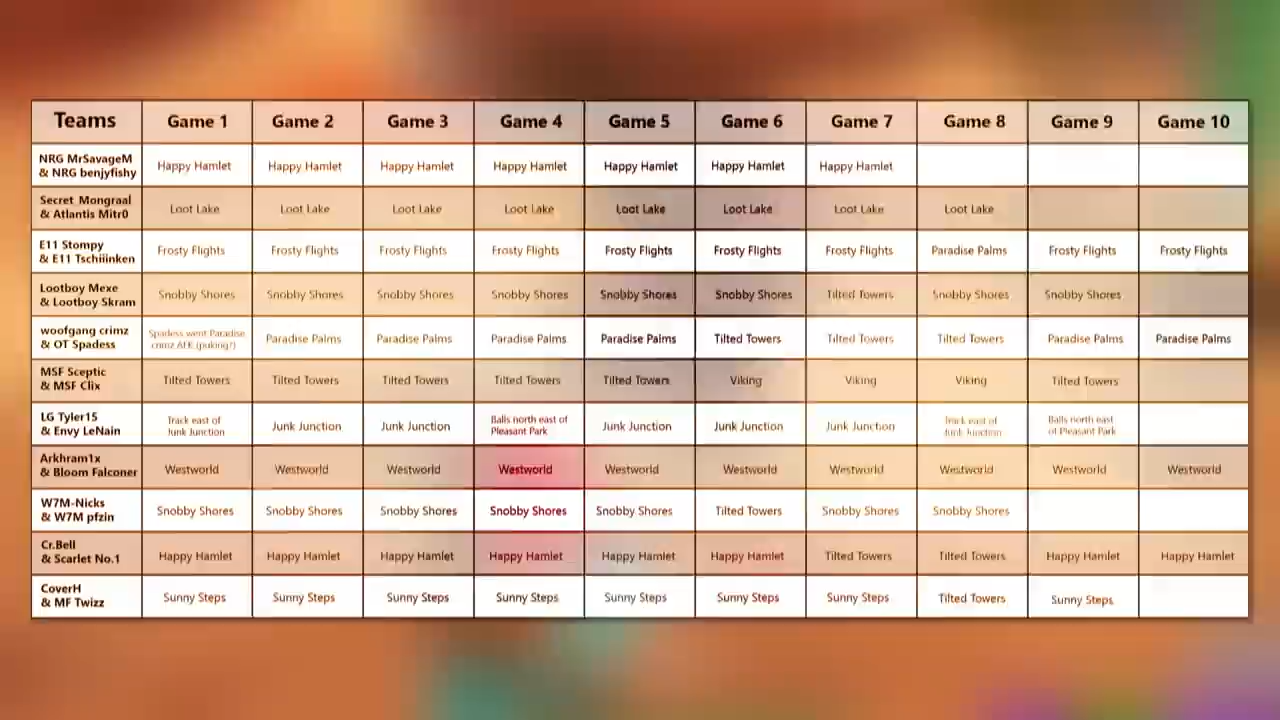 Teams Game 1 Game 2 Game 3 Game 4 Game 5 Game 6 Game 7 Game 8 Game 9 Game 10
NRG MrSavageM
& NRG benjyfishy Happy Hamlet Happy Hamlet Happy Hamlet Happy Hamlet Happy Hamlet Happy Hamlet Happy Hamlet
Secret Mongraal
& Atlantis Mitr0 Loot Lake Loot Lake Loot Lake Loot Lake Loot Lake Loot Lake Loot Lake Loot Lake
E11 Stompy
& E11 Tschiiinken Frosty Flights Frosty Flights Frosty Flights Frosty Flights Frosty Flights Frosty Flights Frosty Flights Paradise Palms Frosty Flights Frosty Flights
Lootboy Mexe
& Lootboy Skram Snobby Shores Snobby Shores Snobby Shores Snobby Shores Snobby Shores Snobby Shores Tilted Towers Snobby Shores Snobby Shores
woofgang crimz
& OT Spadess Spadess went Paradise
crimz AFK (puking?) Paradise Palms Paradise Palms Paradise Palms Paradise Palms Tilted Towers Tilted Towers Tilted Towers Paradise Palms Paradise Palms
MSF Sceptic
& MSF Clix Tilted Towers Tilted Towers Tilted Towers Tilted Towers Tilted Towers Viking Viking Viking Tilted Towers
LG Tyler15
& Envy LeNain Track east of
Junk Junction Junk Junction Junk Junction Balls north east of
Pleasant Park Junk Junction Junk Junction Junk Junction Track east of
Junk Junction Balls north east
of Pleasant Park
Arkhram1x
& Bloom Falconer Westworld Westworld Westworld Westworld Westworld Westworld Westworld Westworld Westworld Westworld
W7M-Nicks
& W7M pfzin Snobby Shores Snobby Shores Snobby Shores Snobby Shores Snobby Shores Tilted Towers Snobby Shores Snobby Shores
Cr.Bell
& Scarlet No.1 Happy Hamlet Happy Hamlet Happy Hamlet Happy Hamlet Happy Hamlet Happy Hamlet Tilted Towers Tilted Towers Happy Hamlet Happy Hamlet
CoverH
& MF Twizz Sunny Steps Sunny Steps Sunny Steps Sunny Steps Sunny Steps Sunny Steps Sunny Steps Tilted Towers Sunny Steps